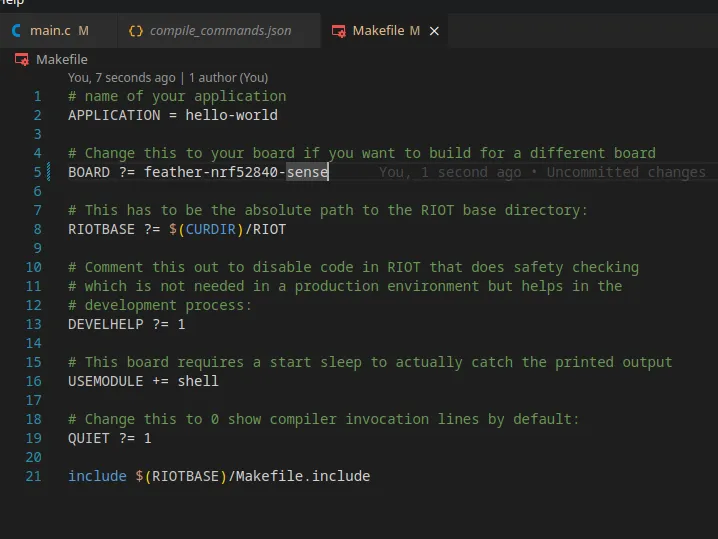 Help
main.c M
compile_commands.json
Makefile M
Makefile
You, 7 seconds ago | 1 author (You)
1 # name of your application
2 APPLICATION = hello-world
3
4 # Change this to your board if you want to build for a different board
5 BOARD ?= feather-nrf52840-sense You, 1 second ago • Uncommitted changes
6
7 # This has to be the absolute path to the RIOT base directory:
8 RIOTBASE ?= $(CURDIR)/RIOT
9
10 # Comment this out to disable code in RIOT that does safety checking
11 # which is not needed in a production environment but helps in the
12 # development process:
13 DEVELHELP ?= 1
14
15 # This board requires a start sleep to actually catch the printed output
16 USEMODULE += shell
17
18 # Change this to 0 show compiler invocation lines by default:
19 QUIET ?= 1
20
21 include $(RIOTBASE)/Makefile.include